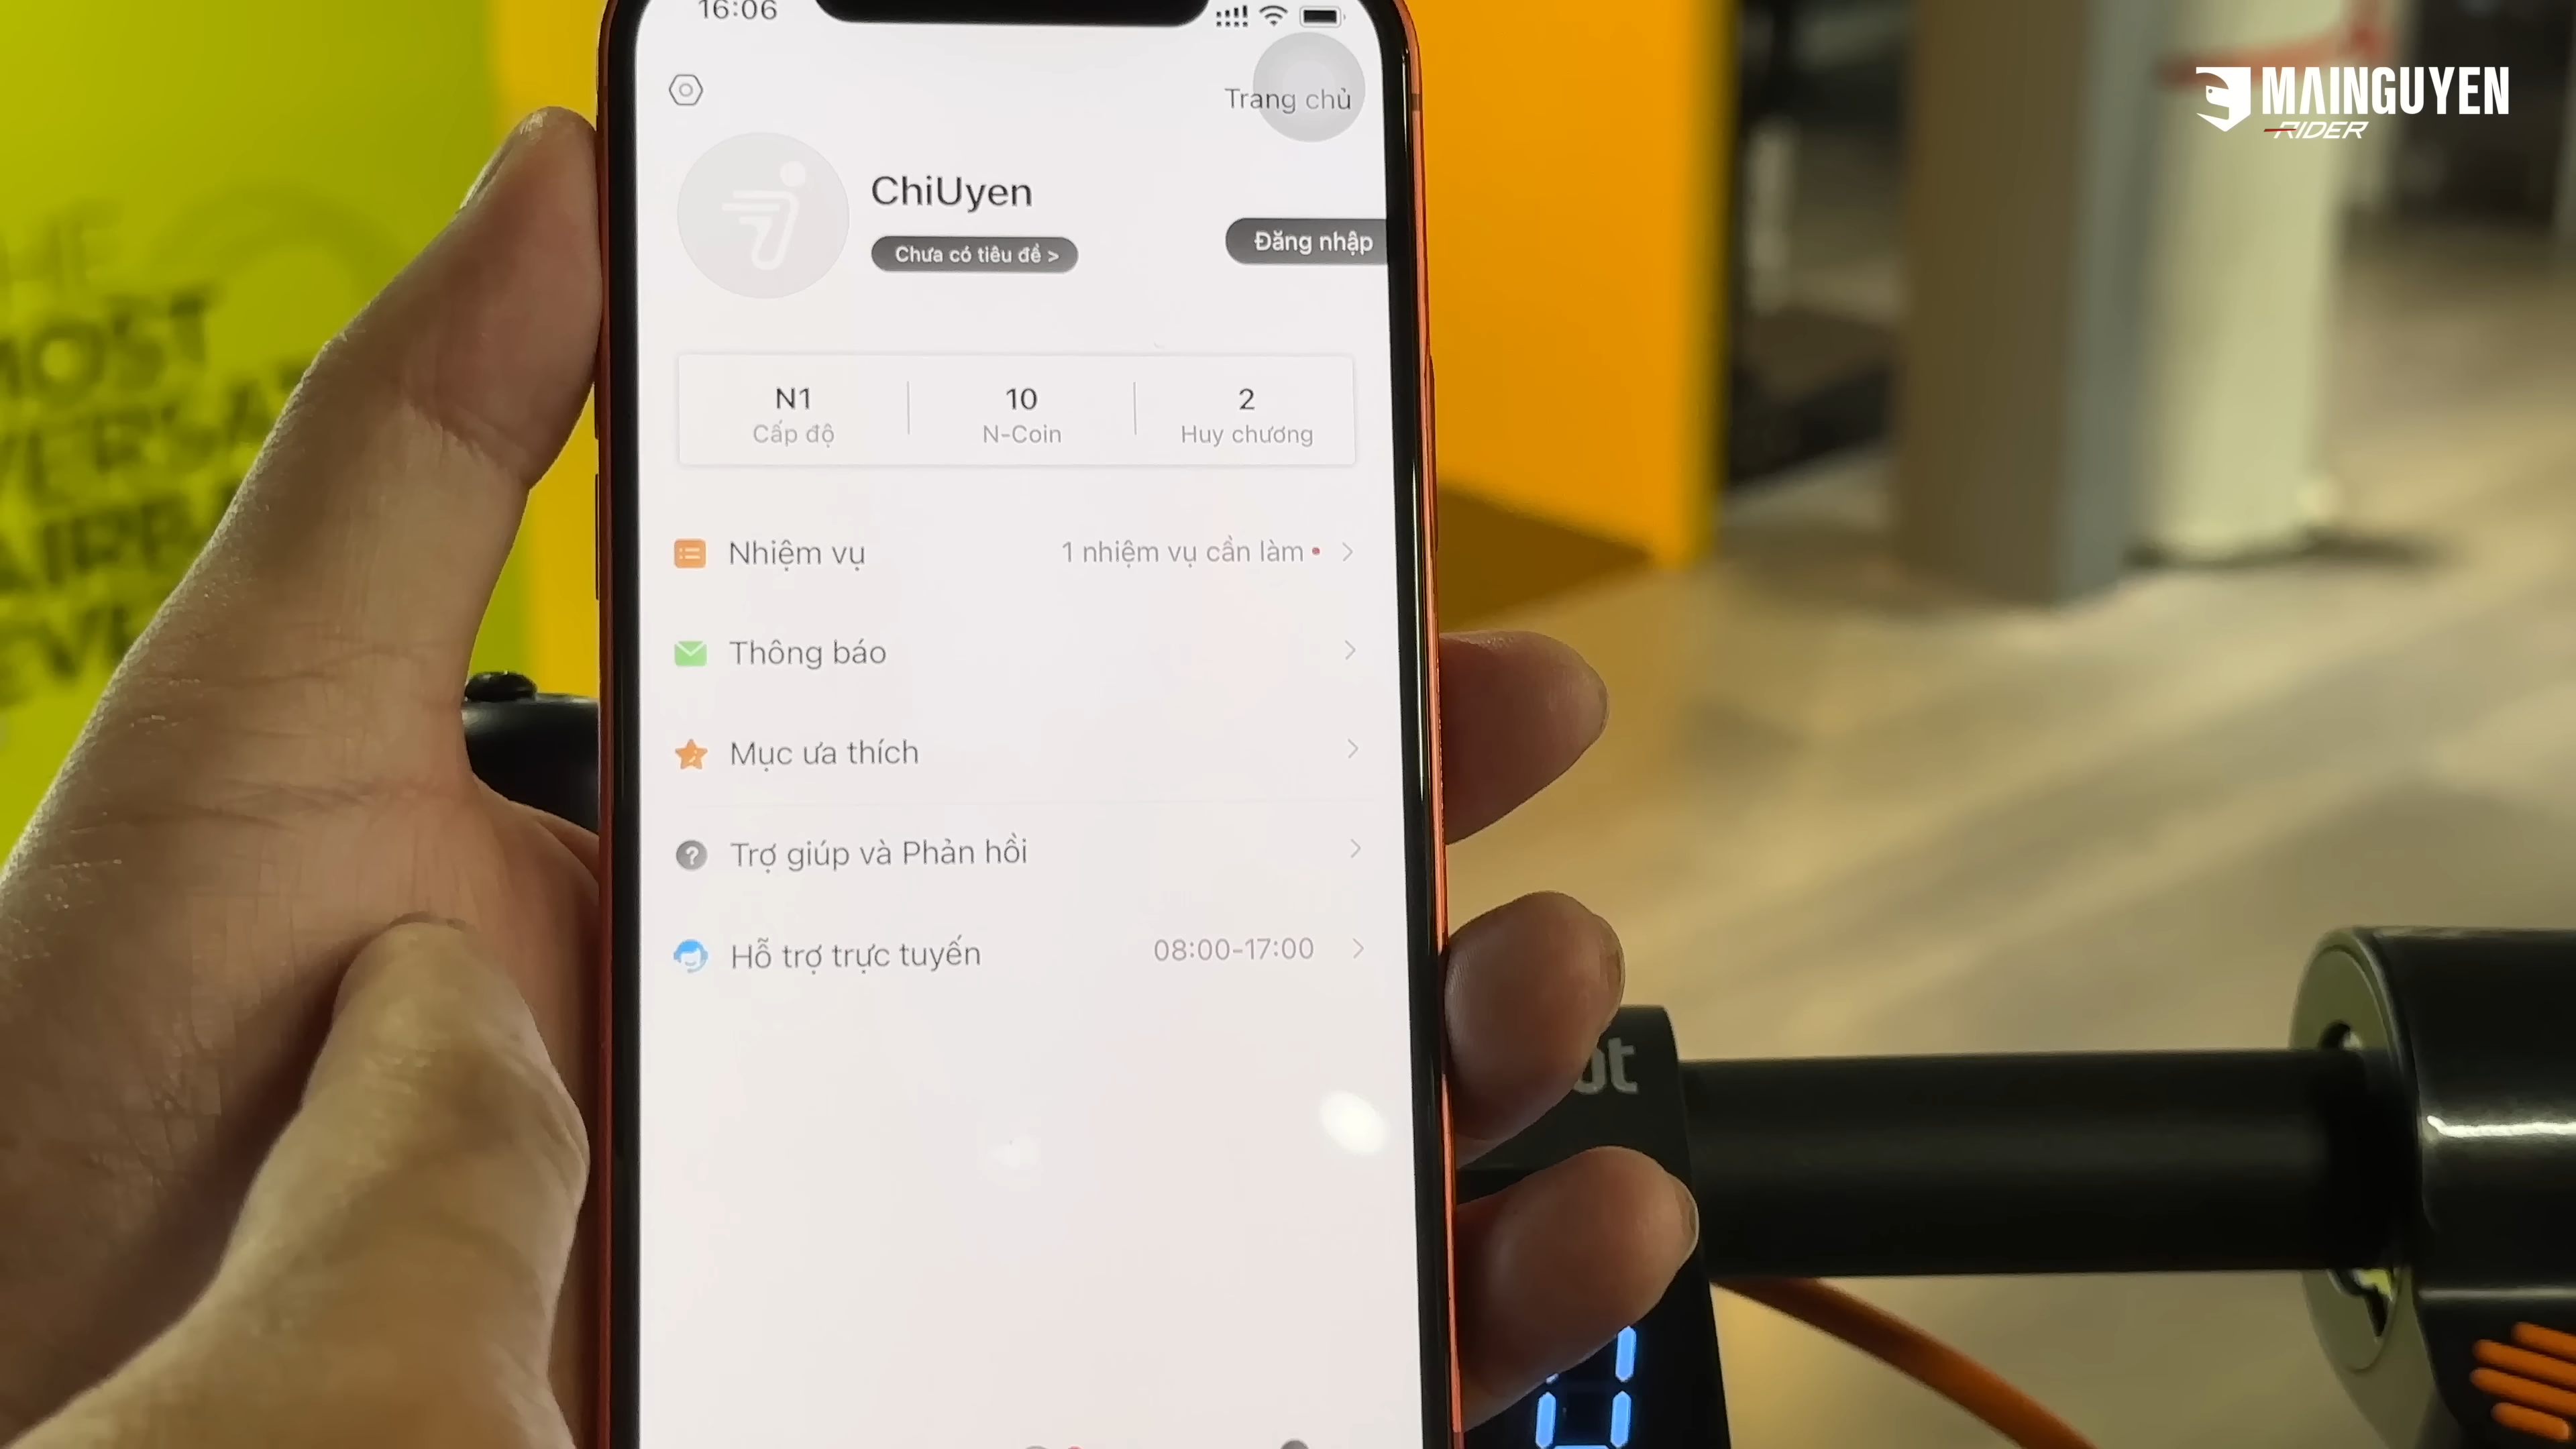 16:06
MAINGUYEN
RIDER
Trang chủ
ChiUyen
Chưa có tiêu đề >
Đăng nhập
N1
Cấp độ
10
N-Coin
2
Huy chương
Nhiệm vụ
1 nhiệm vụ cần làm
Thông báo
Mục ưa thích
Trợ giúp và Phản hồi
Hỗ trợ trực tuyến
08:00-17:00
MOST
ot